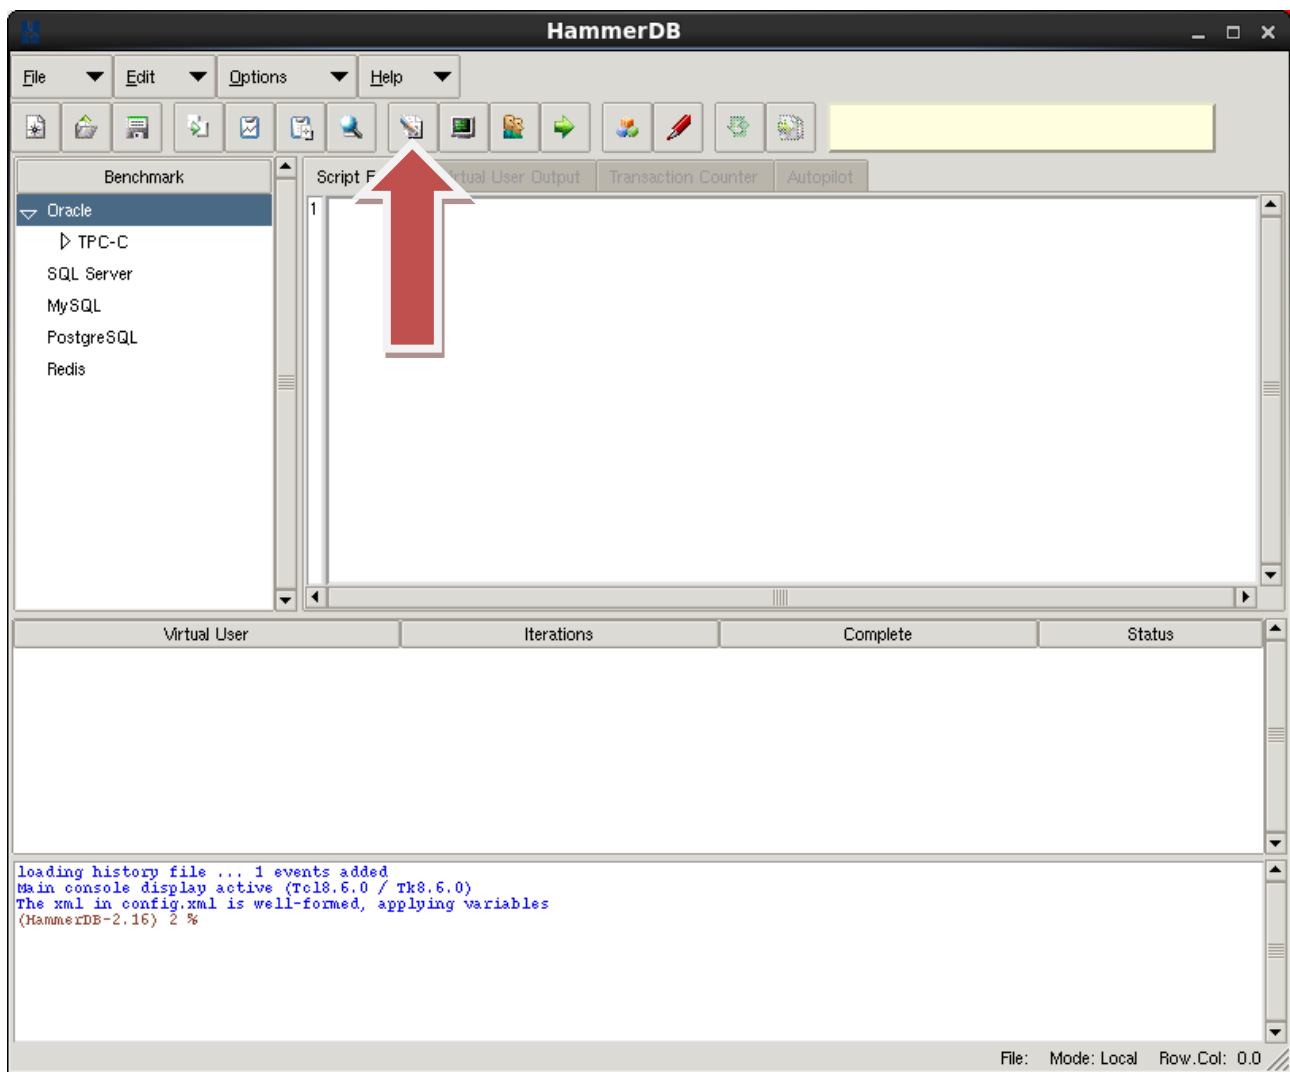 HammerDB
File Edit Options Help
Benchmark
Script E
rtual User Output
Transaction Counter
Autopilot
Oracle
TPC-C
SQL Server
MySQL
PostgreSQL
Redis
1
Virtual User Iterations Complete Status
loading history file ... 1 events added
Main console display active (Tcl8.6.0 / Tk8.6.0)
The xml in config.xml is well-formed, applying variables
(HammerDB-2.16) 2 %
File: Mode: Local Row.Col: 0.0